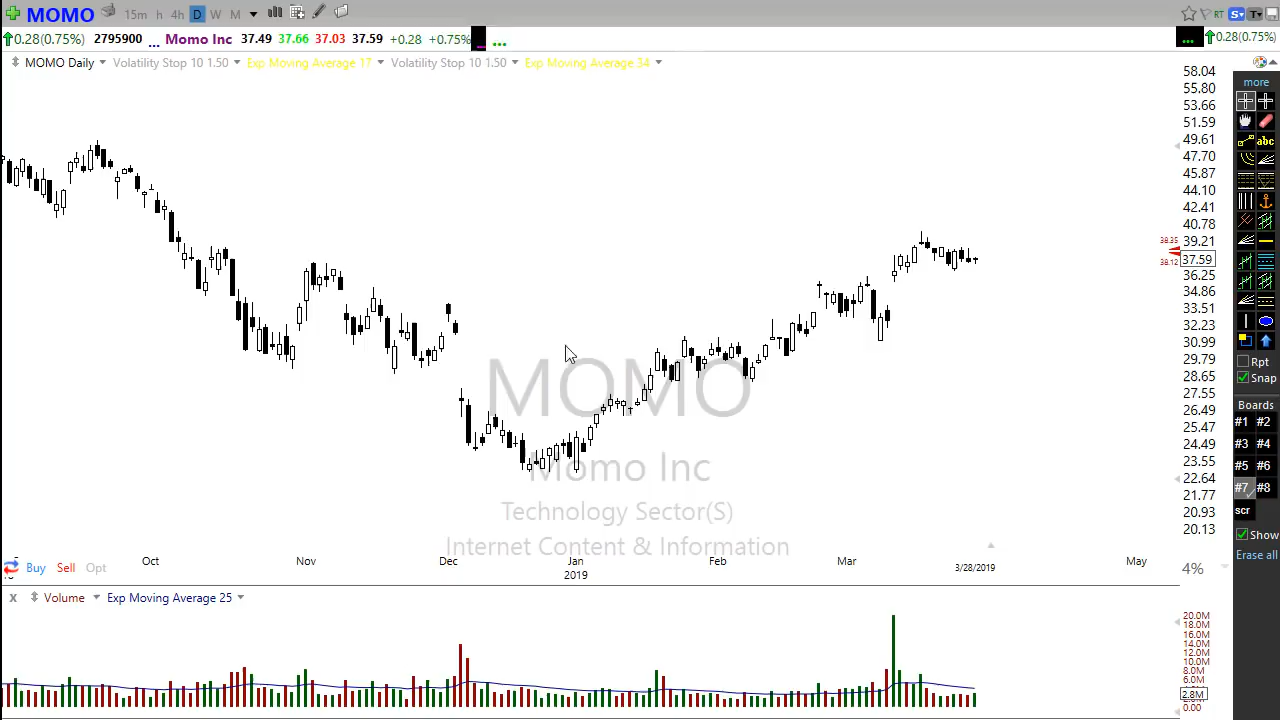 MOMO 15m h 4h D W M RT S T
0.28(0.75%) 2795900 ... Momo Inc 37.49 37.66 37.03 37.59 +0.28 +0.75% ... ... 0.28(0.75%)
MOMO Daily Volatility Stop 10 1.50 Exp Moving Average 17 Volatility Stop 10 1.50 Exp Moving Average 34
58.04
55.80
53.66
51.59
49.61
47.70
45.87
44.10
42.41
40.78
39.21
38.35
37.59
38.12
36.25
34.86
33.51
32.23
30.99
29.79
28.65
27.55
26.49
25.47
24.49
23.55
22.64
21.77
20.93
20.13
more
abc
Rpt
Snap
Boards
#1 #2
#3 #4
#5 #6
#7 #8
scr
Show
Erase all
MOMO
Momo Inc
Technology Sector(S)
Internet Content & Information
Oct Nov Dec Jan Feb Mar 3/28/2019 May
2019
Buy Sell Opt 4%
x Volume Exp Moving Average 25
20.0M
18.0M
16.0M
14.0M
12.0M
10.0M
8.0M
6.0M
2.8M
0.00